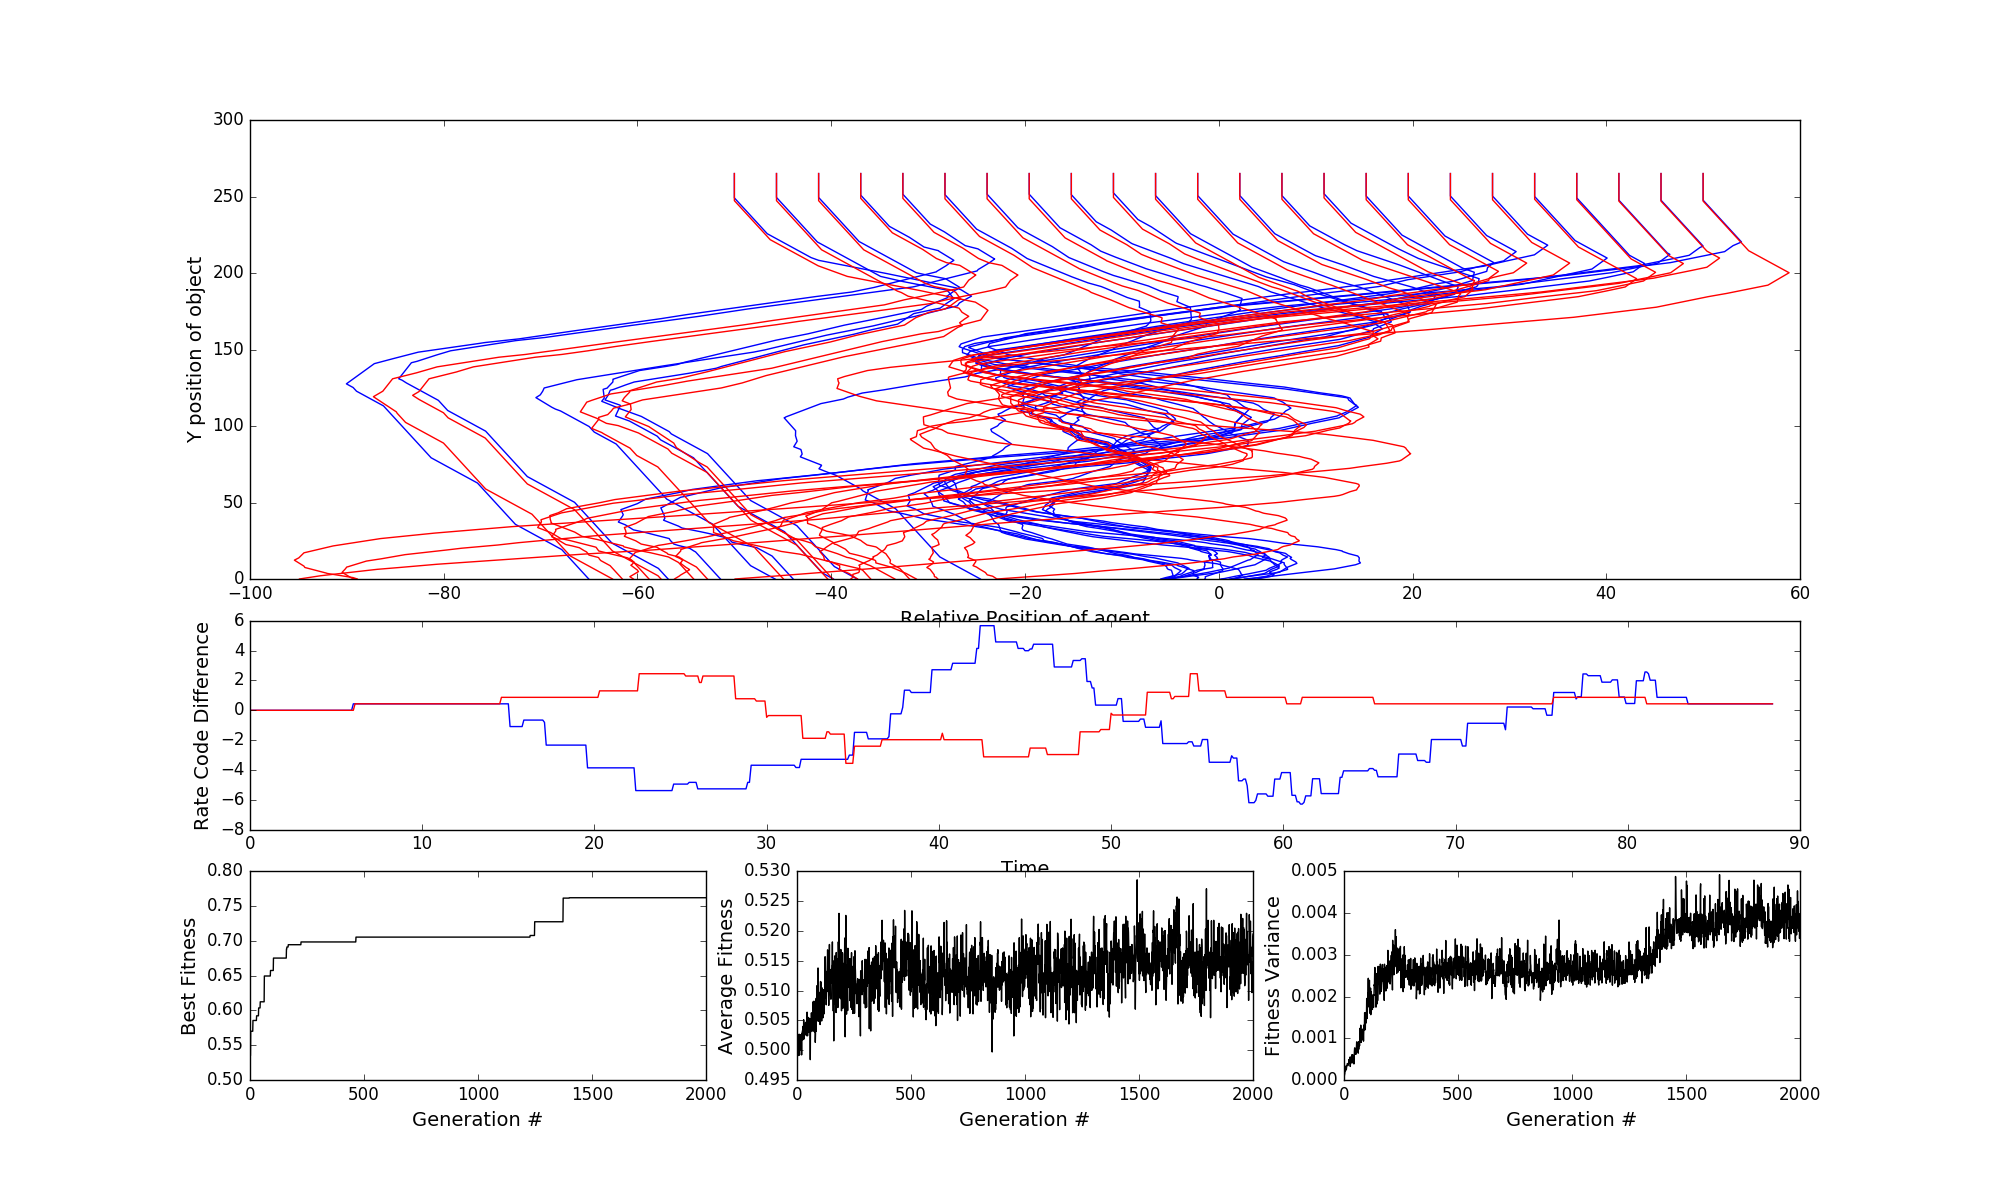 300
250
200
150
100
50
0
Y position of object
−100 −80 −60 −40 −20 0 20 40 60
Relative Position of agent
6
4
2
0
−2
−4
−6
−8
Rate Code Difference
0 10 20 30 40 50 60 70 80 90
Time
0.80
0.75
0.70
0.65
0.60
0.55
0.50
Best Fitness
0 500 1000 1500 2000
Generation #
0.530
0.525
0.520
0.515
0.510
0.505
0.500
0.495
Average Fitness
0 500 1000 1500 2000
Generation #
0.005
0.004
0.003
0.002
0.001
0.000
Fitness Variance
0 500 1000 1500 2000
Generation #